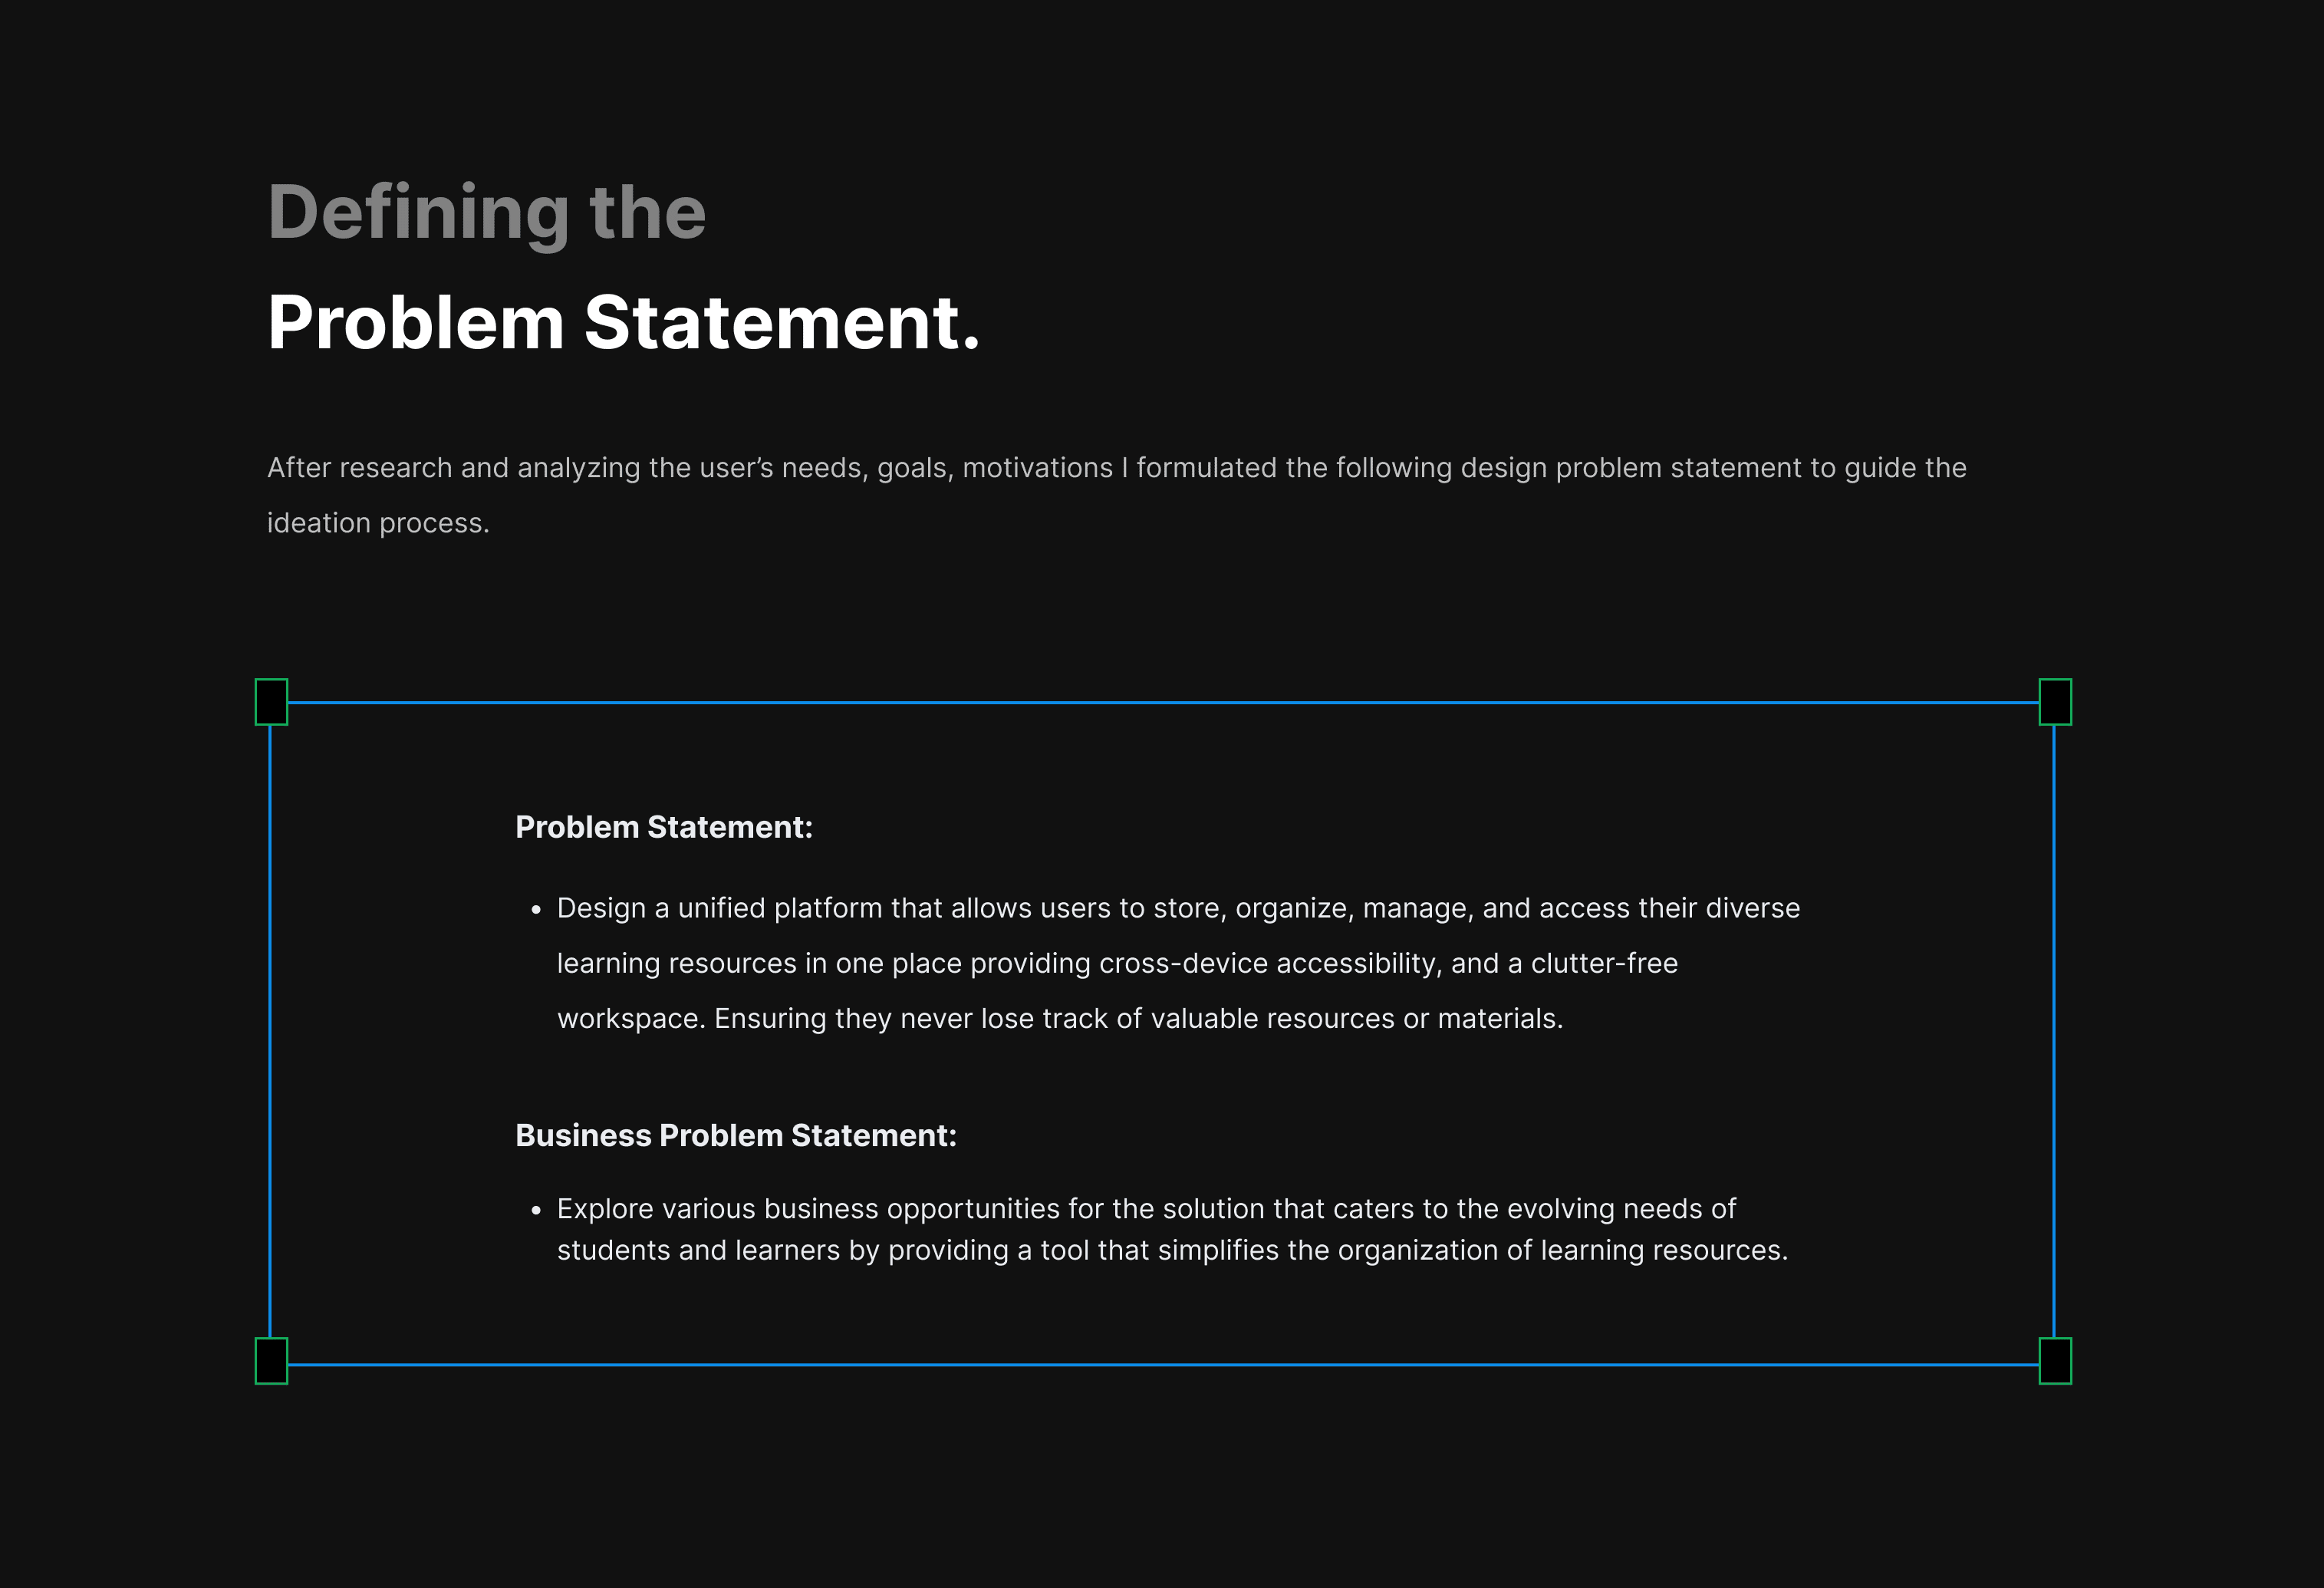 Defining the
Problem Statement.
After research and analyzing the user’s needs, goals, motivations I formulated the following design problem statement to guide the
ideation process.
Problem Statement:
• Design a unified platform that allows users to store, organize, manage, and access their diverse
learning resources in one place providing cross-device accessibility, and a clutter-free
workspace. Ensuring they never lose track of valuable resources or materials.
Business Problem Statement:
• Explore various business opportunities for the solution that caters to the evolving needs of
students and learners by providing a tool that simplifies the organization of learning resources.